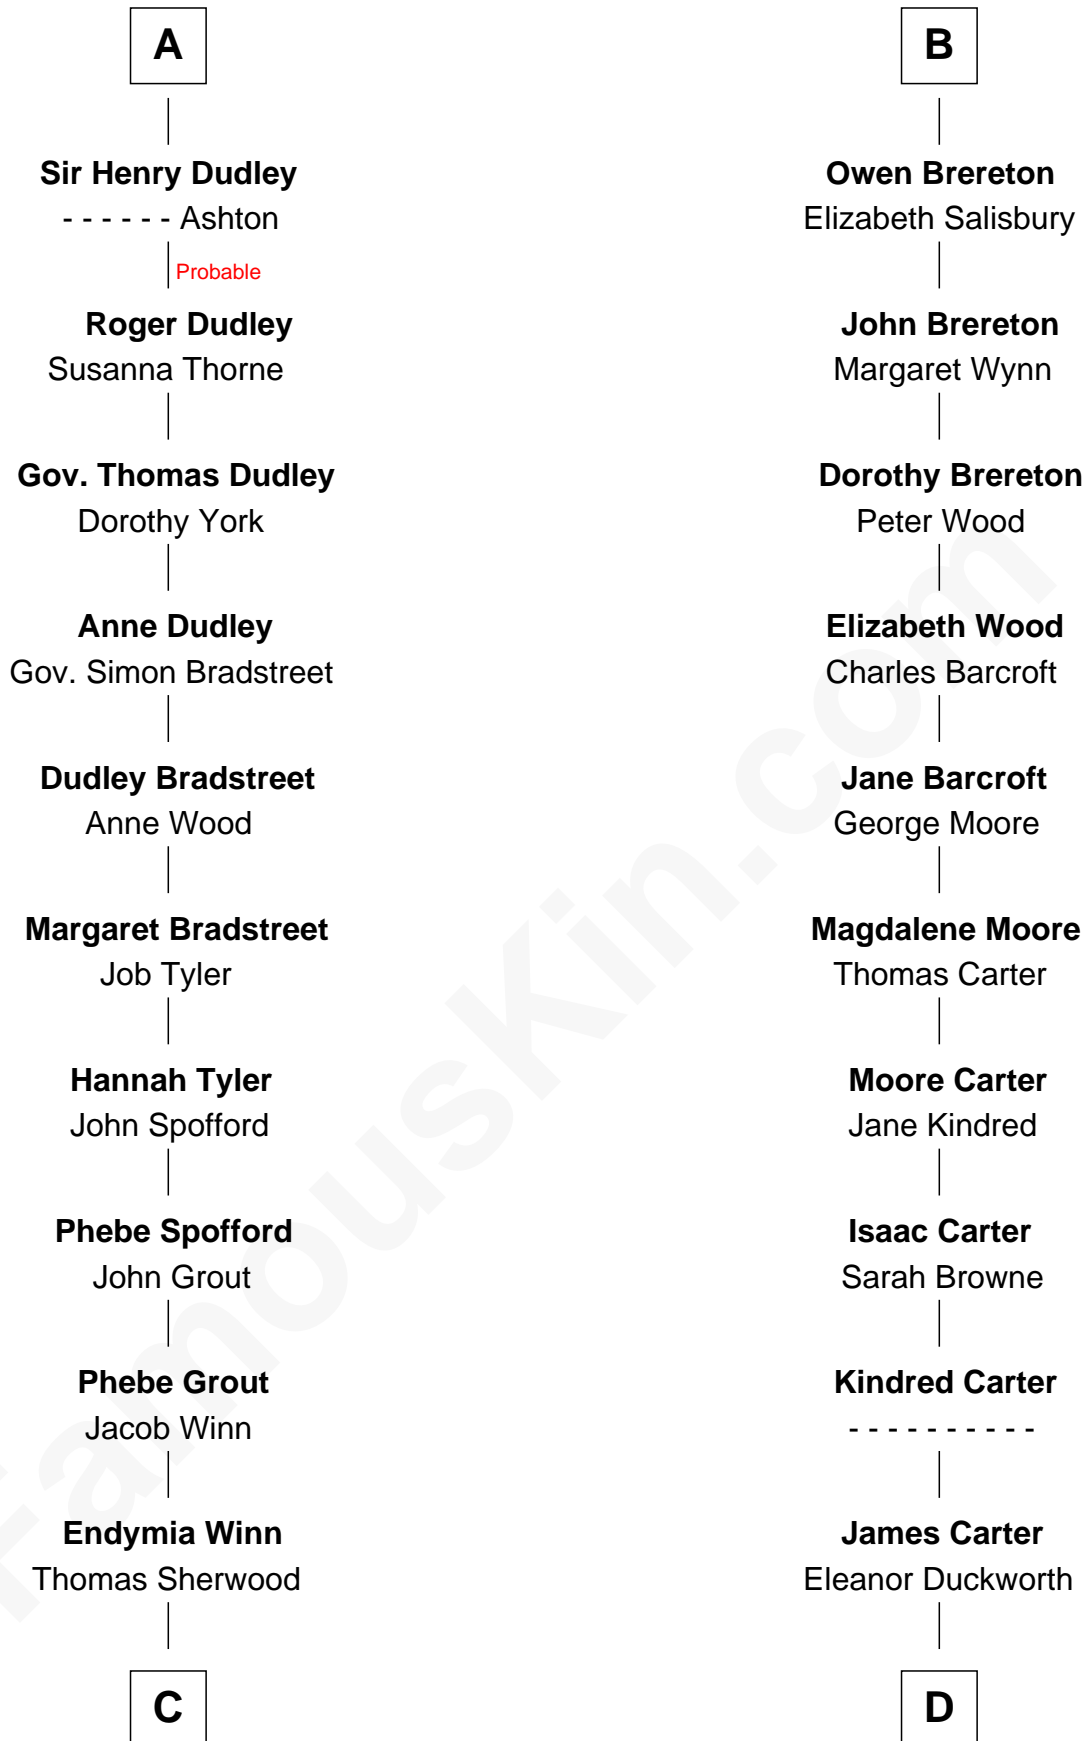 A
Sir Henry Dudley
- - - - - - Ashton
Probable
Roger Dudley
Susanna Thorne
Gov. Thomas Dudley
Dorothy York
Anne Dudley
Gov. Simon Bradstreet
Dudley Bradstreet
Anne Wood
Margaret Bradstreet
Job Tyler
Hannah Tyler
John Spofford
Phebe Spofford
John Grout
Phebe Grout
Jacob Winn
Endymia Winn
Thomas Sherwood
C
B
Owen Brereton
Elizabeth Salisbury
John Brereton
Margaret Wynn
Dorothy Brereton
Peter Wood
Elizabeth Wood
Charles Barcroft
Jane Barcroft
George Moore
Magdalene Moore
Thomas Carter
Moore Carter
Jane Kindred
Isaac Carter
Sarah Browne
Kindred Carter
- - - - - - - - - -
James Carter
Eleanor Duckworth
D
FamousKin.com